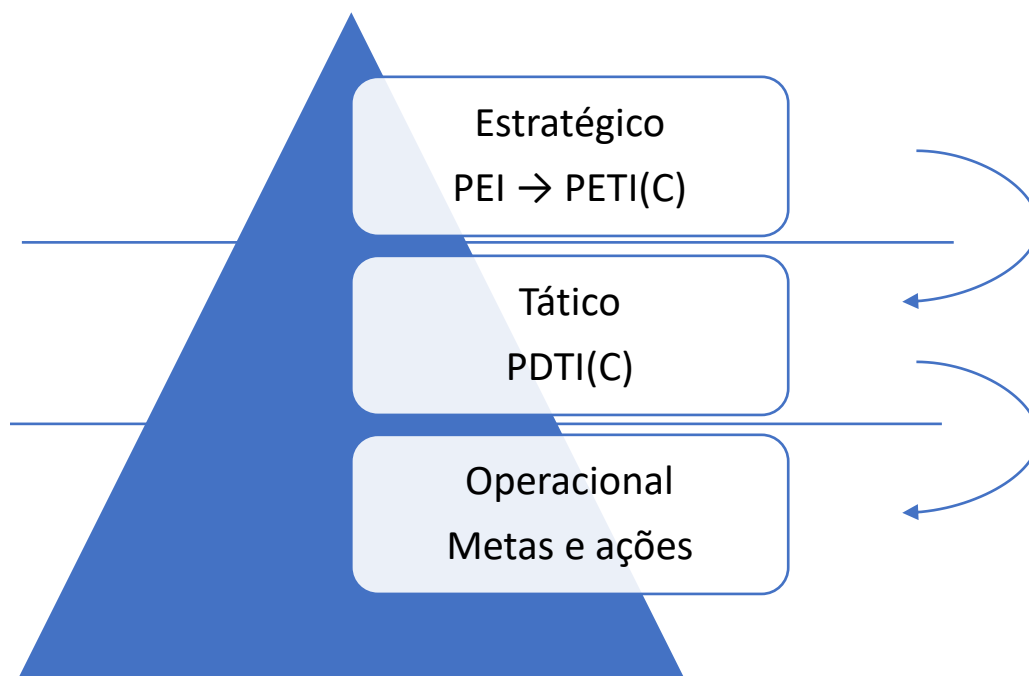 Estratégico
PEI → PETI(C)
Tático
PDTI(C)
Operacional
Metas e ações